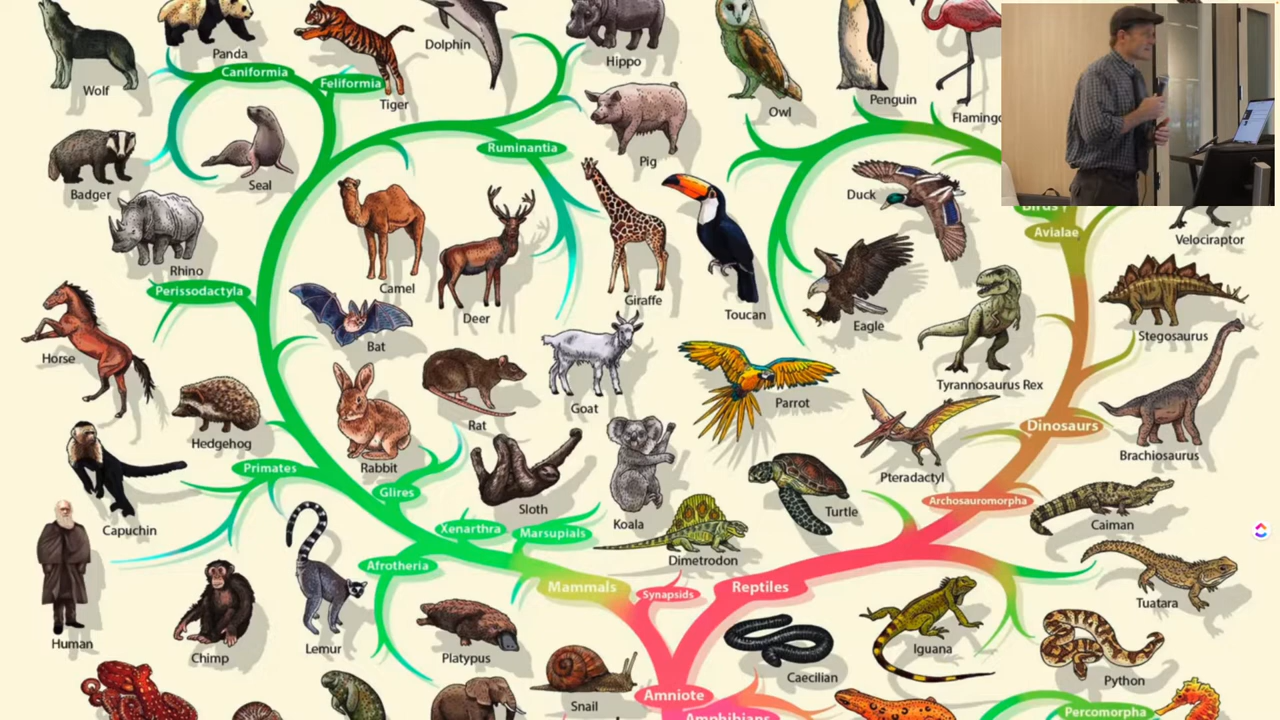 Panda
Dolphin
Hippo
Wolf
Caniformia
Feliformia
Tiger
Owl
Penguin
Flamingo
Ruminantia
Pig
Badger
Seal
Duck
Birds
Avialae
Velociraptor
Rhino
Camel
Deer
Giraffe
Toucan
Eagle
Perissodactyla
Bat
Stegosaurus
Horse
Tyrannosaurus Rex
Goat
Parrot
Rat
Hedgehog
Dinosaurs
Brachiosaurus
Rabbit
Primates
Pteradactyl
Glires
Sloth
Koala
Turtle
Archosauromorpha
Caiman
Capuchin
Xenarthra
Marsupials
Dimetrodon
Afrotheria
Mammals
Synapsids
Reptiles
Tuatara
Human
Chimp
Lemur
Platypus
Iguana
Caecilian
Python
Snail
Amniote
Amphibians
Percomorpha